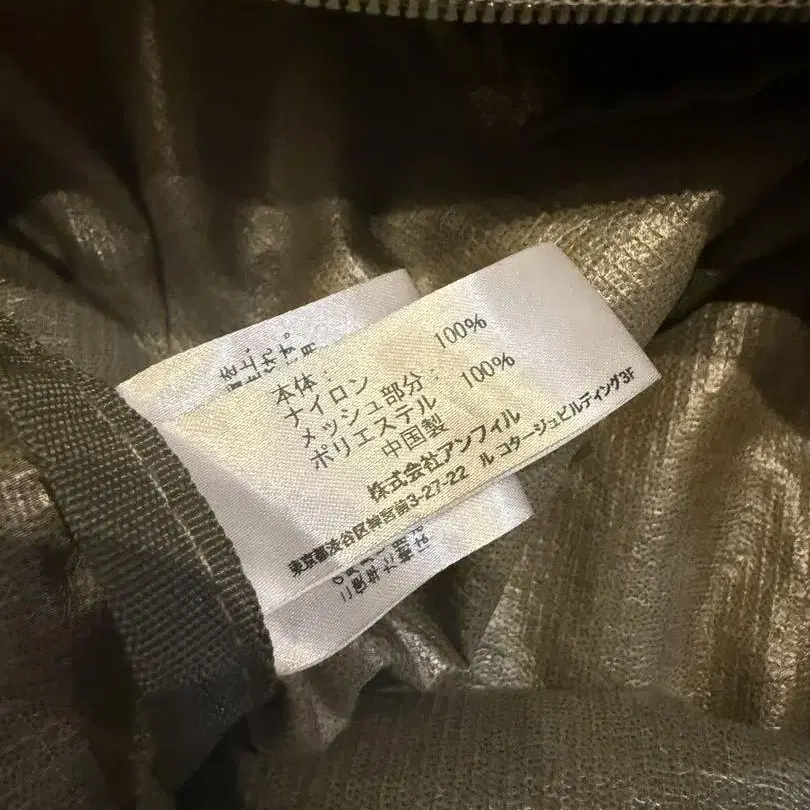 本体：
ナイロン 100%
メッシュ部分：
ポリエステル 100%
中国製
株式会社アンフィル
東京都渋谷区神宮前3-27-22 ル コタージュビルディング3F